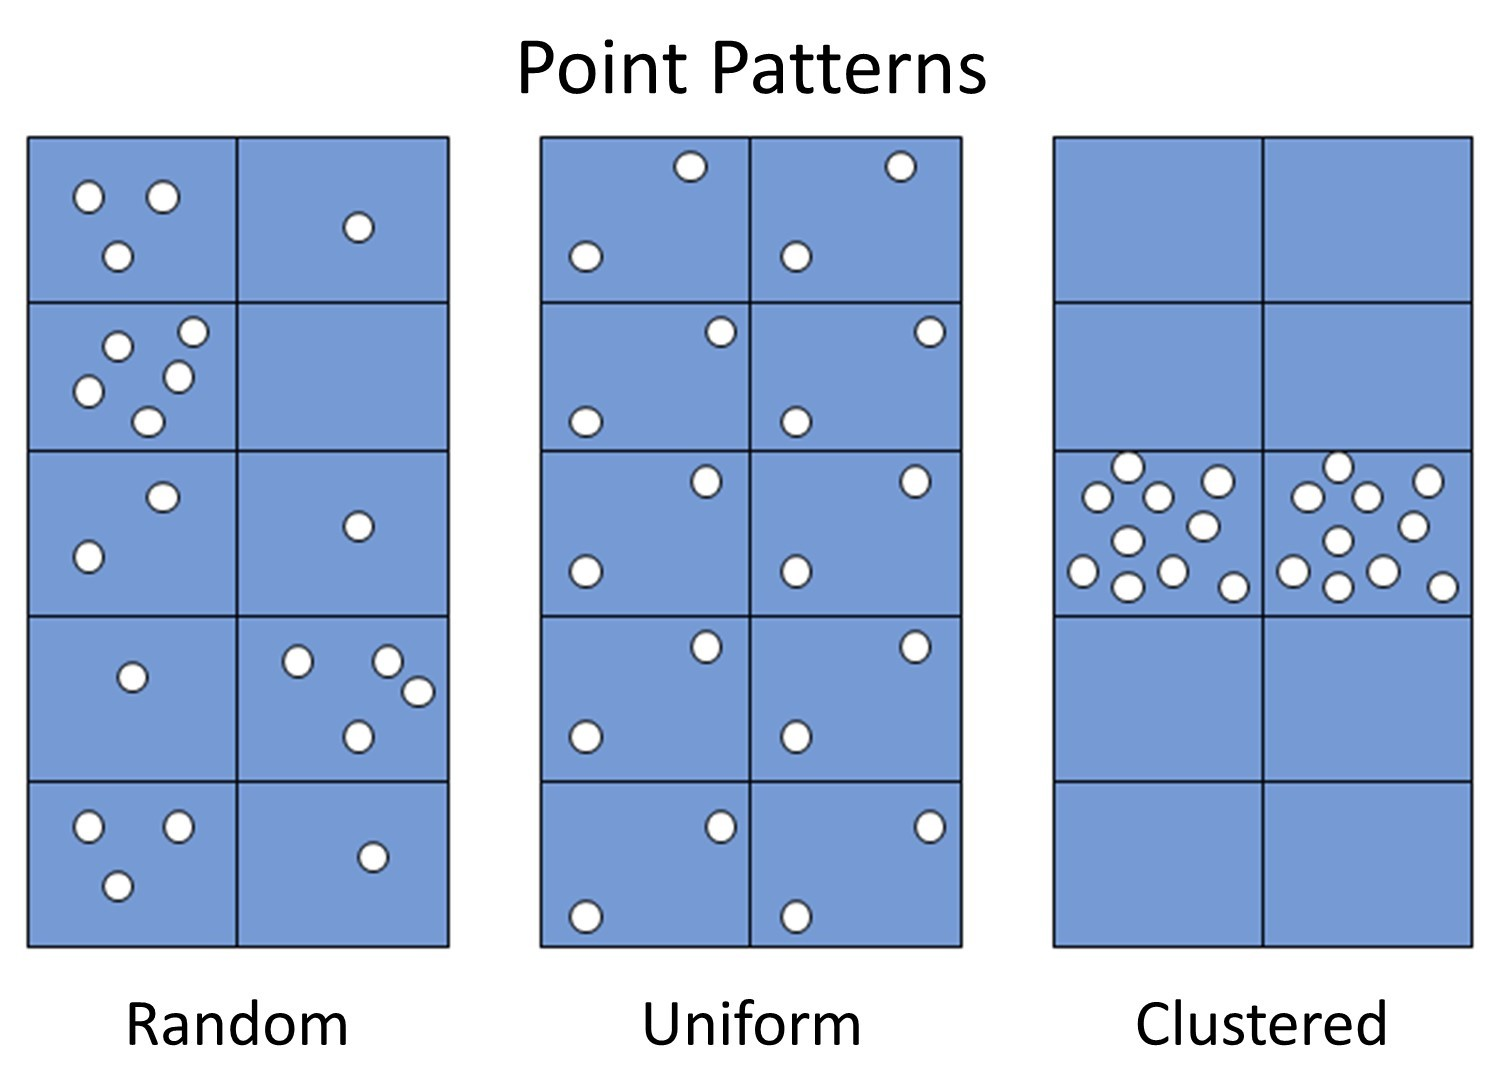 Point Patterns
Random
Uniform
Clustered